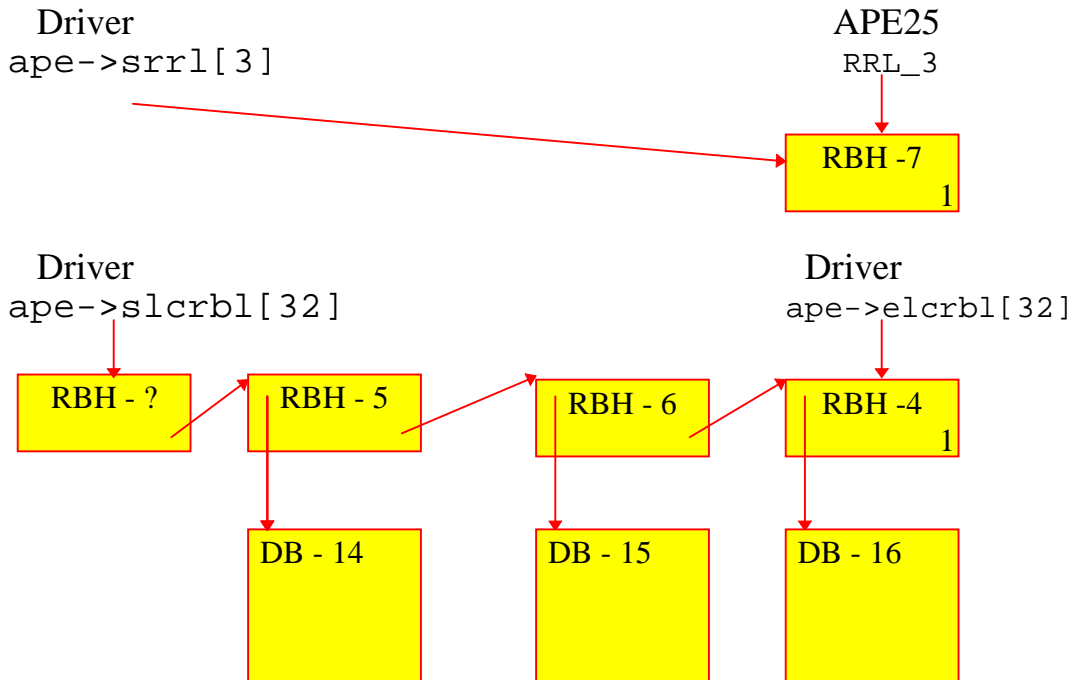 Driver
ape->srrl[3]
APE25
RRL_3
RBH -7
1
Driver
ape->slcrbl[32]
Driver
ape->elcrbl[32]
RBH - ?
RBH - 5
RBH - 6
RBH -4
1
DB - 14
DB - 15
DB - 16